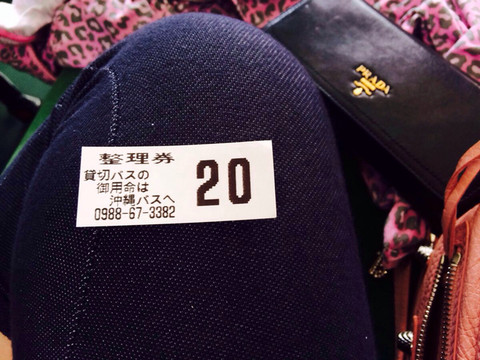 整理券
貸切バスの
御用命は
沖縄バスへ
0988-67-3382
20
PRADA